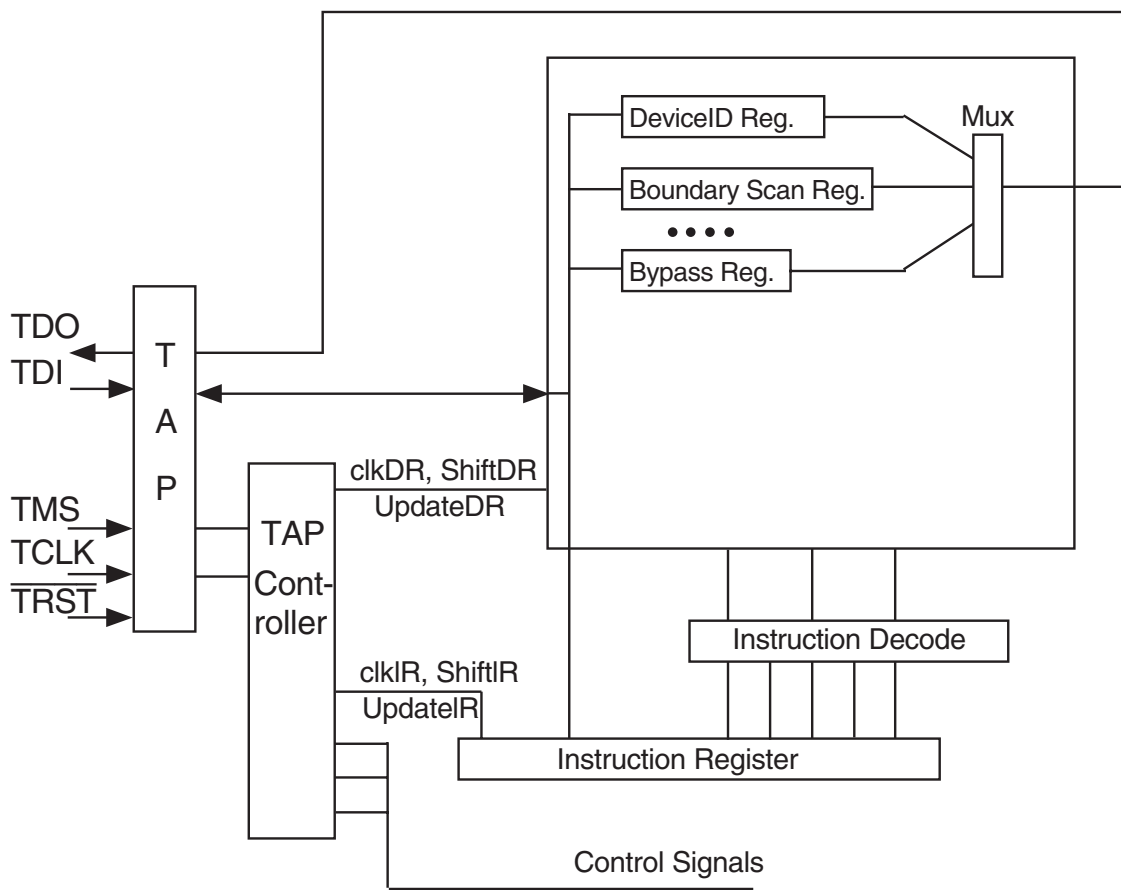 DeviceID Reg.
Mux
Boundary Scan Reg.
Bypass Reg.
TDO
TDI
T
A
P
TMS
TCLK
TRST
TAP
Cont-
roller
clkDR, ShiftDR
UpdateDR
Instruction Decode
clkIR, ShiftIR
UpdateIR
Instruction Register
Control Signals